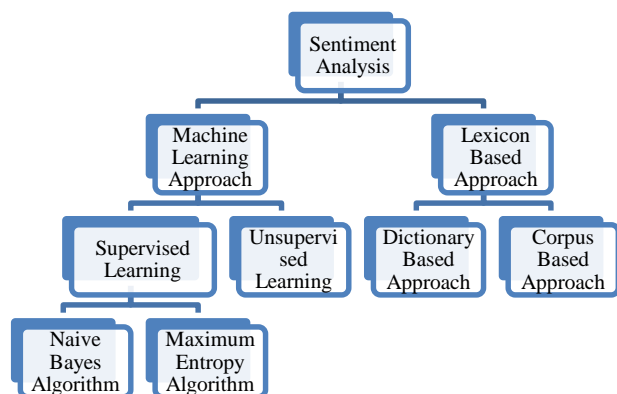 Sentiment
Analysis
Machine
Learning
Approach
Lexicon
Based
Approach
Supervised
Learning
Unsupervi
sed
Learning
Dictionary
Based
Approach
Corpus
Based
Approach
Naive
Bayes
Algorithm
Maximum
Entropy
Algorithm